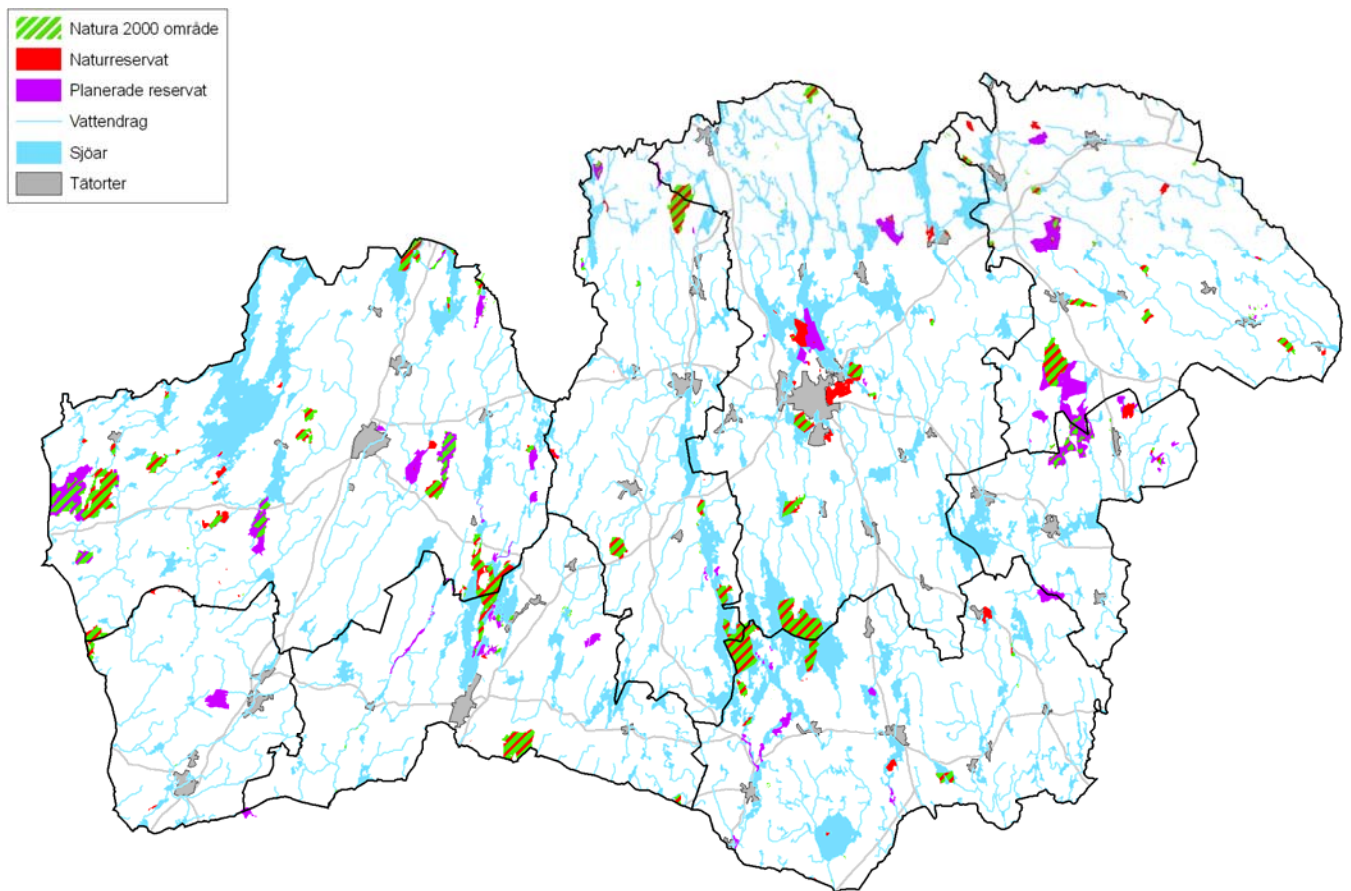 Natura 2000 område
Naturreservat
Planerade reservat
Vattendrag
Sjöar
Tätorter